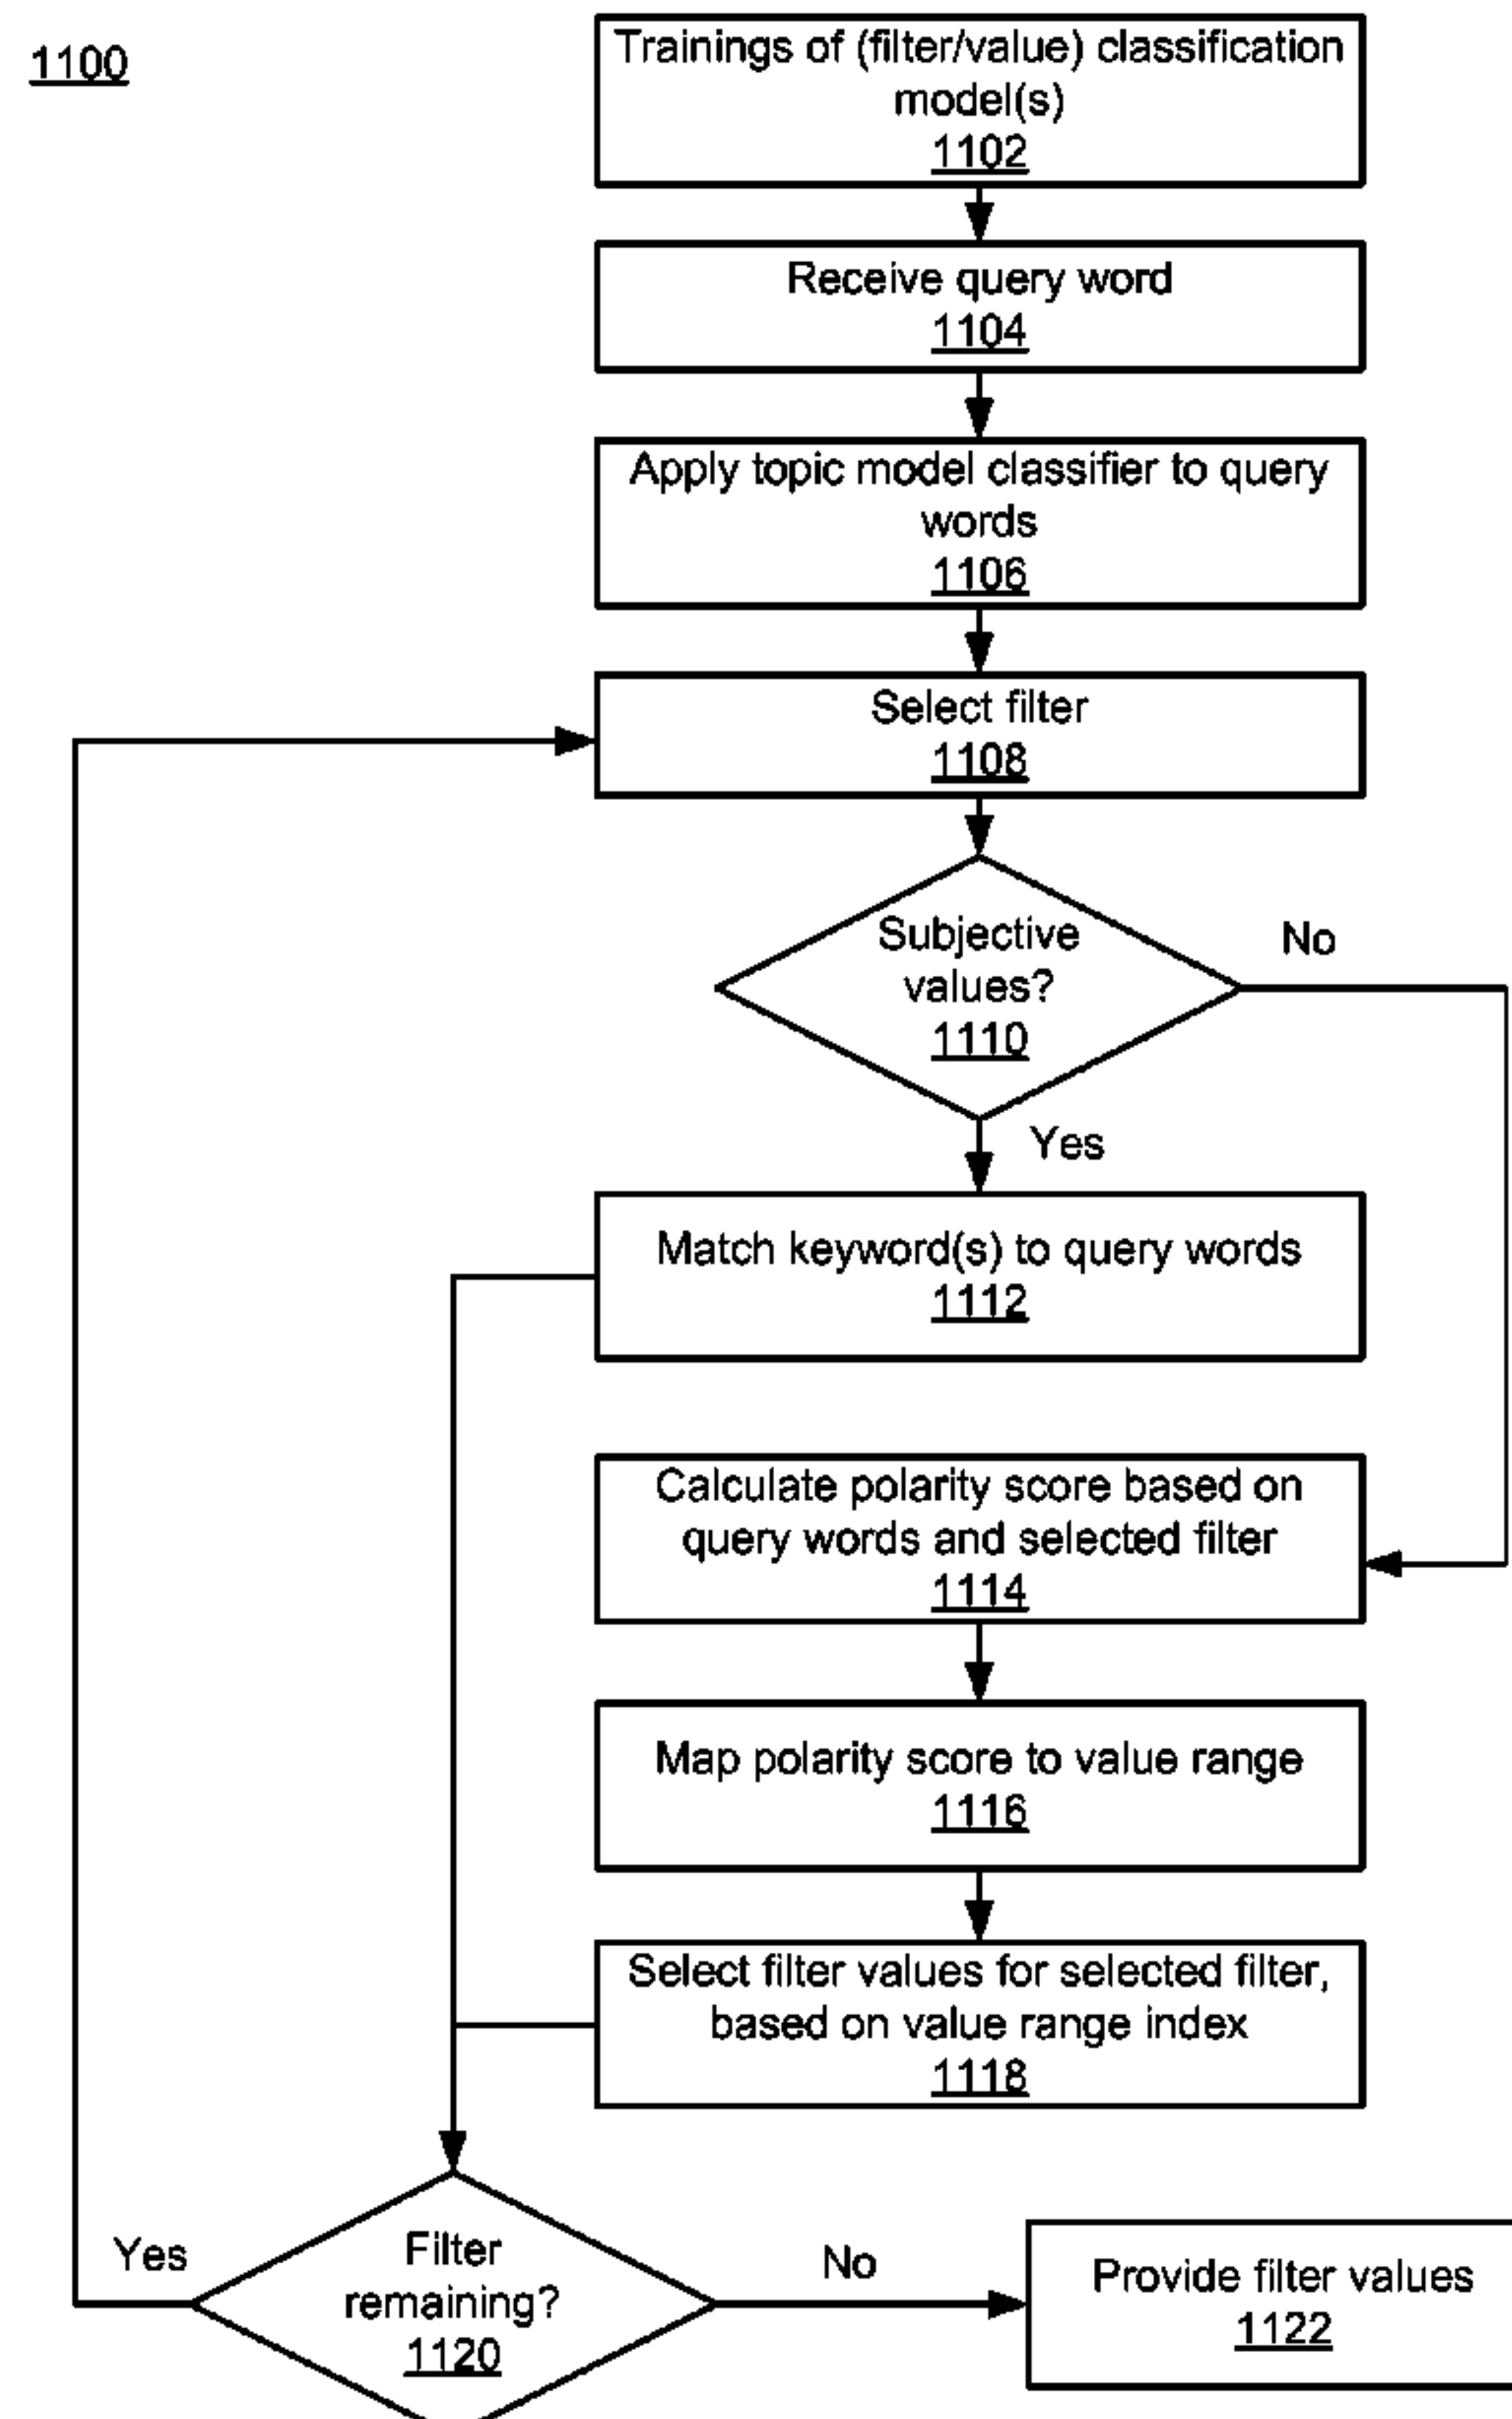 1100
Trainings of (filter/value) classification
model(s)
1102
Receive query word
1104
Apply topic model classifier to query
words
1106
Select filter
1108
Subjective
values?
1110
No
Yes
Match keyword(s) to query words
1112
Calculate polarity score based on
query words and selected filter
1114
Map polarity score to value range
1116
Select filter values for selected filter,
based on value range index
1118
Filter
remaining?
1120
Yes
No
Provide filter values
1122